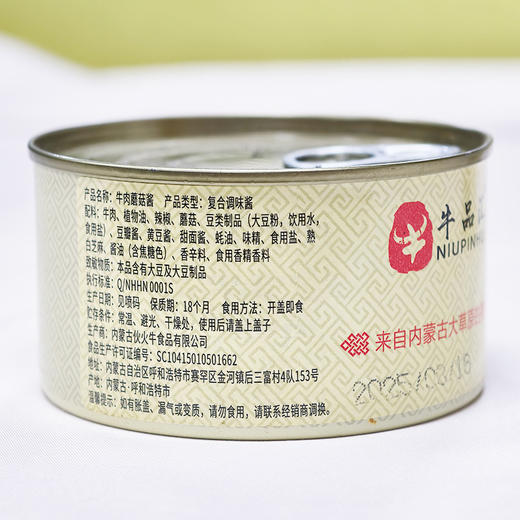 产品名称：牛肉蘑菇酱　产品类型：复合调味酱
配料：牛肉、植物油、辣椒、蘑菇、豆类制品（大豆粉，饮用水，
食用盐）、豆瓣酱、黄豆酱、甜面酱、蚝油、味精、食用盐、熟
白芝麻、酱油（含焦糖色）、香辛料、食用香精香料
致敏物质：本品含有大豆及大豆制品
执行标准：Q/NHHN 0001S
生产日期：见喷码　保质期：18个月　食用方法：开盖即食
贮存条件：常温、避光、干燥处，使用后请盖上盖子
生产商：内蒙古伙火牛食品有限公司
食品生产许可证编号：SC10415010501662
地址：内蒙古自治区呼和浩特市赛罕区金河镇后三富村4队153号
产地：内蒙古·呼和浩特市
温馨提示：如有胀盖、漏气或变质，请勿食用，请联系经销商调换。
牛
牛品
NIUPINHU
来自内蒙古大草原
2025/03/18